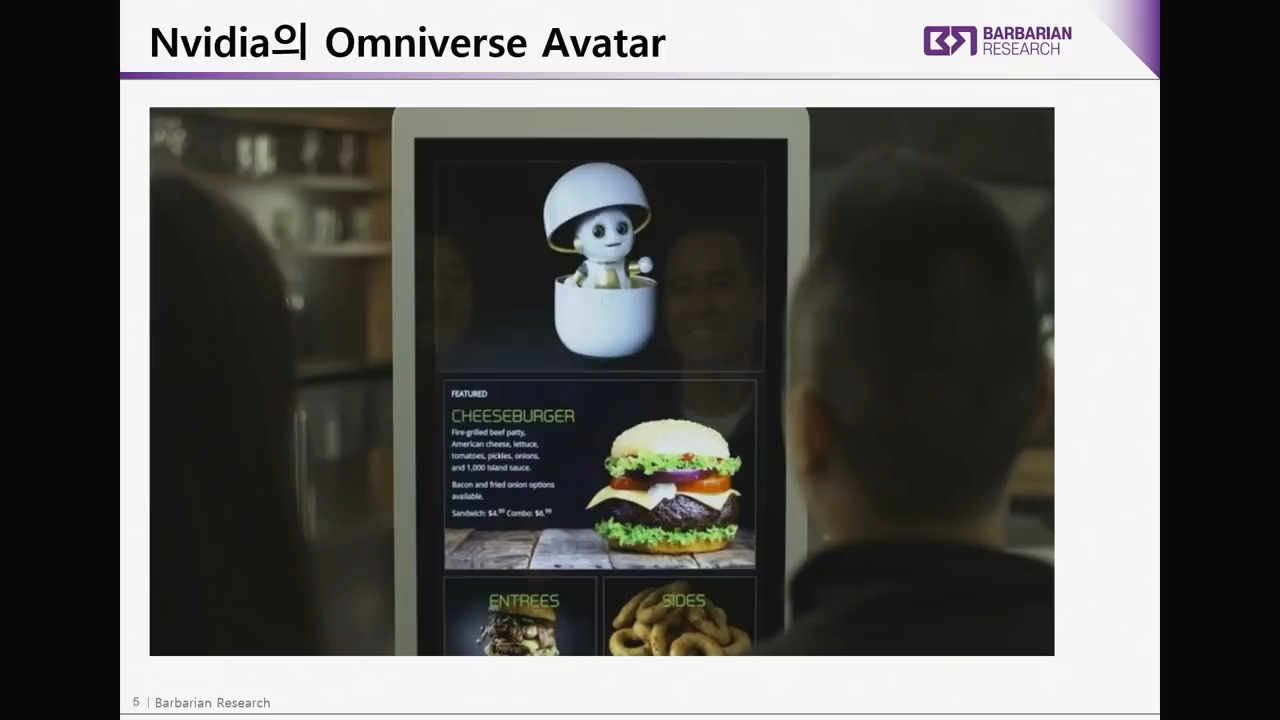 Nvidia의 Omniverse Avatar
BARBARIAN
RESEARCH
FEATURED
CHEESEBURGER
Fire-grilled beef patty,
American cheese, lettuce,
tomatoes, pickles, onions,
and 1,000 island sauce.
Bacon and fried onion options
available.
Sandwich: $4.99 Combo: $6.99
ENTREES
SIDES
5 | Barbarian Research